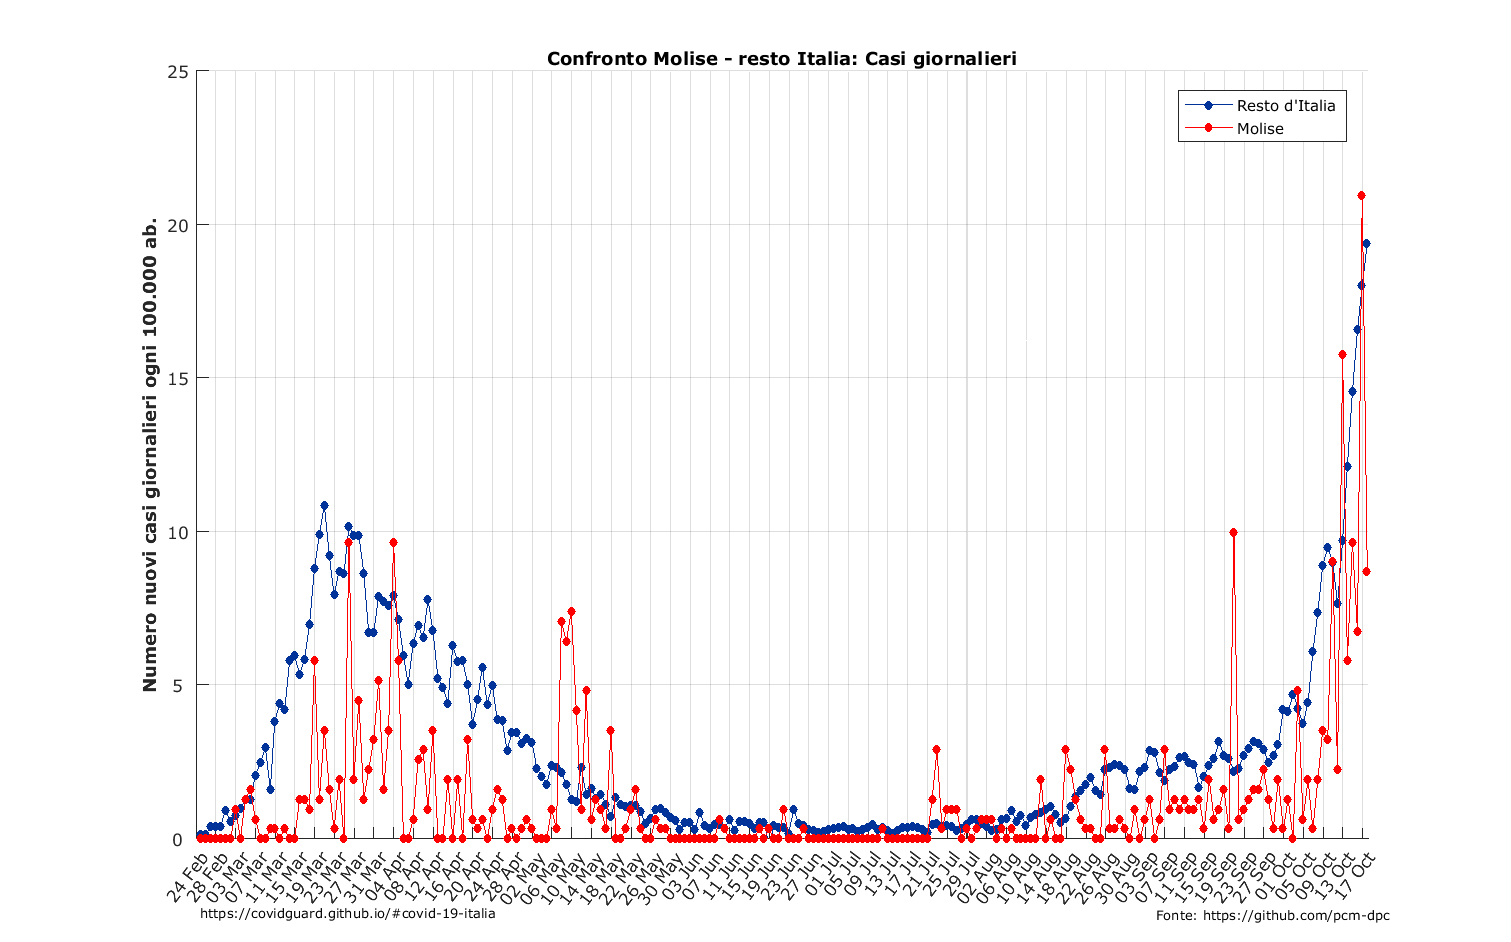 Confronto Molise - resto Italia: Casi giornalieri
Resto d'Italia
Molise
Numero nuovi casi giornalieri ogni 100.000 ab.
25
20
15
10
5
0
24 Feb
28 Feb
03 Mar
07 Mar
11 Mar
15 Mar
19 Mar
23 Mar
27 Mar
31 Mar
04 Apr
08 Apr
12 Apr
16 Apr
20 Apr
24 Apr
28 Apr
02 May
06 May
10 May
14 May
18 May
22 May
26 May
30 May
03 Jun
07 Jun
11 Jun
15 Jun
19 Jun
23 Jun
27 Jun
01 Jul
05 Jul
09 Jul
13 Jul
17 Jul
21 Jul
25 Jul
29 Jul
02 Aug
06 Aug
10 Aug
14 Aug
18 Aug
22 Aug
26 Aug
30 Aug
03 Sep
07 Sep
11 Sep
15 Sep
19 Sep
23 Sep
27 Sep
01 Oct
05 Oct
09 Oct
13 Oct
17 Oct
https://covidguard.github.io/#covid-19-italia
Fonte: https://github.com/pcm-dpc